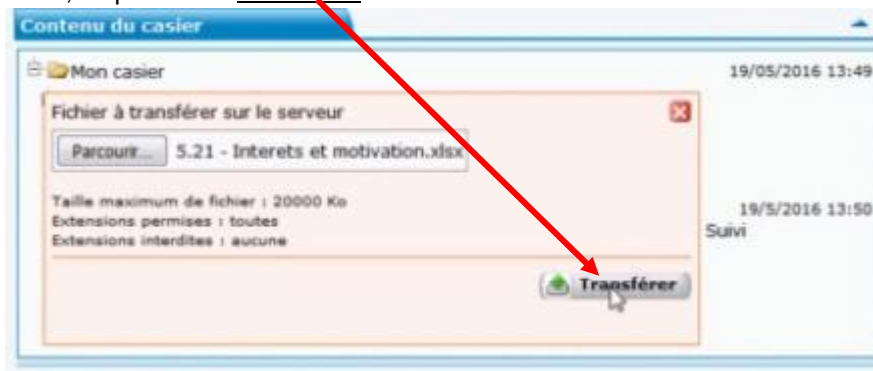 Contenu du casier
Mon casier 19/05/2016 13:49
Fichier à transférer sur le serveur
Parcourir... 5.21 - Interets et motivation.xlsx
Taille maximum de fichier : 20000 Ko
19/5/2016 13:50
Extensions permises : toutes
Suivi
Extensions interdites : aucune
Transférer